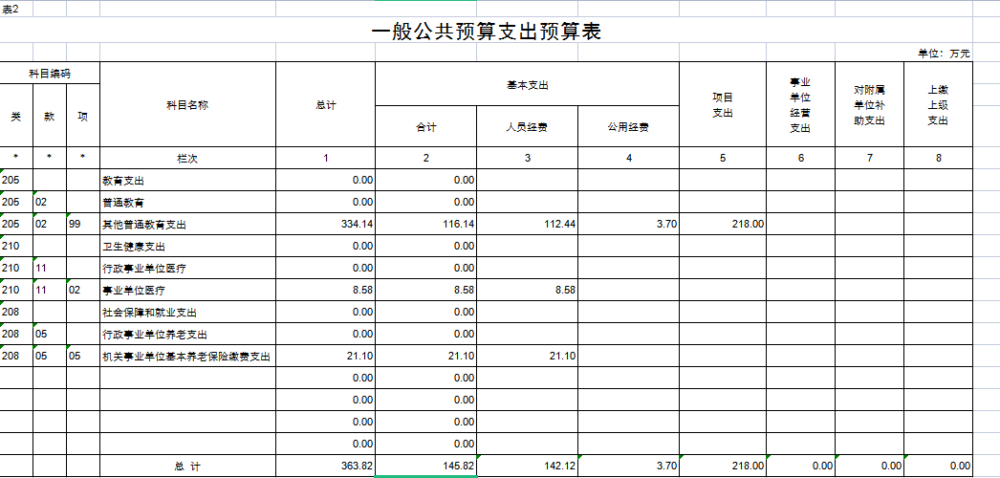 表2
一般公共预算支出预算表
单位：万元
科目编码 科目名称 总计 基本支出 项目支出 事业单位经营支出 对附属单位补助支出 上缴上级支出
类 款 项 合计 人员经费 公用经费
* * * 栏次 1 2 3 4 5 6 7 8
205 教育支出 0.00 0.00
205 02 普通教育 0.00 0.00
205 02 99 其他普通教育支出 334.14 116.14 112.44 3.70 218.00
210 卫生健康支出 0.00 0.00
210 11 行政事业单位医疗 0.00 0.00
210 11 02 事业单位医疗 8.58 8.58 8.58
208 社会保障和就业支出 0.00 0.00
208 05 行政事业单位养老支出 0.00 0.00
208 05 05 机关事业单位基本养老保险缴费支出 21.10 21.10 21.10
0.00 0.00
0.00 0.00
0.00 0.00
0.00 0.00
总 计 363.82 145.82 142.12 3.70 218.00 0.00 0.00 0.00